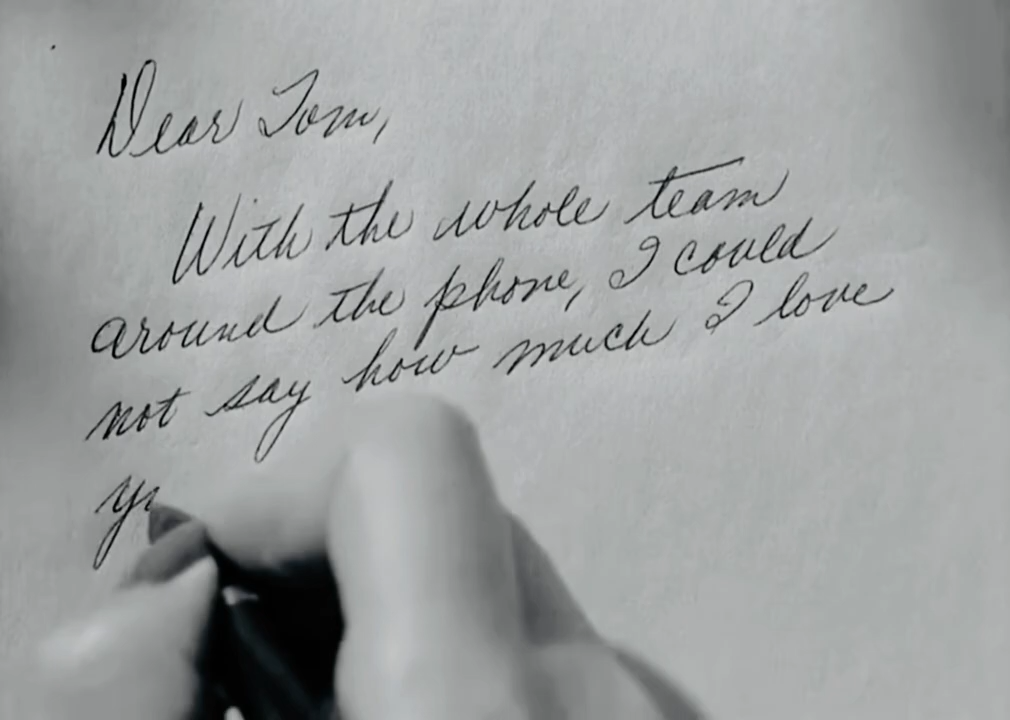 Dear Tom,
With the whole team
around the phone, I could
not say how much I love